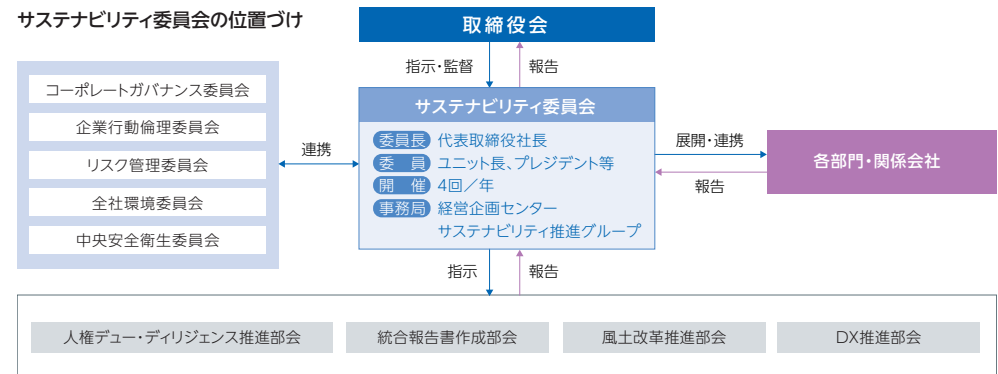 サステナビリティ委員会の位置づけ
取締役会
指示・監督
報告
コーポレートガバナンス委員会
企業行動倫理委員会
リスク管理委員会
全社環境委員会
中央安全衛生委員会
連携
サステナビリティ委員会
委員長 代表取締役社長
委 員 ユニット長、プレジデント等
開 催 4回／年
事務局 経営企画センター
サステナビリティ推進グループ
展開・連携
報告
各部門・関係会社
指示
報告
人権デュー・ディリジェンス推進部会
統合報告書作成部会
風土改革推進部会
DX推進部会